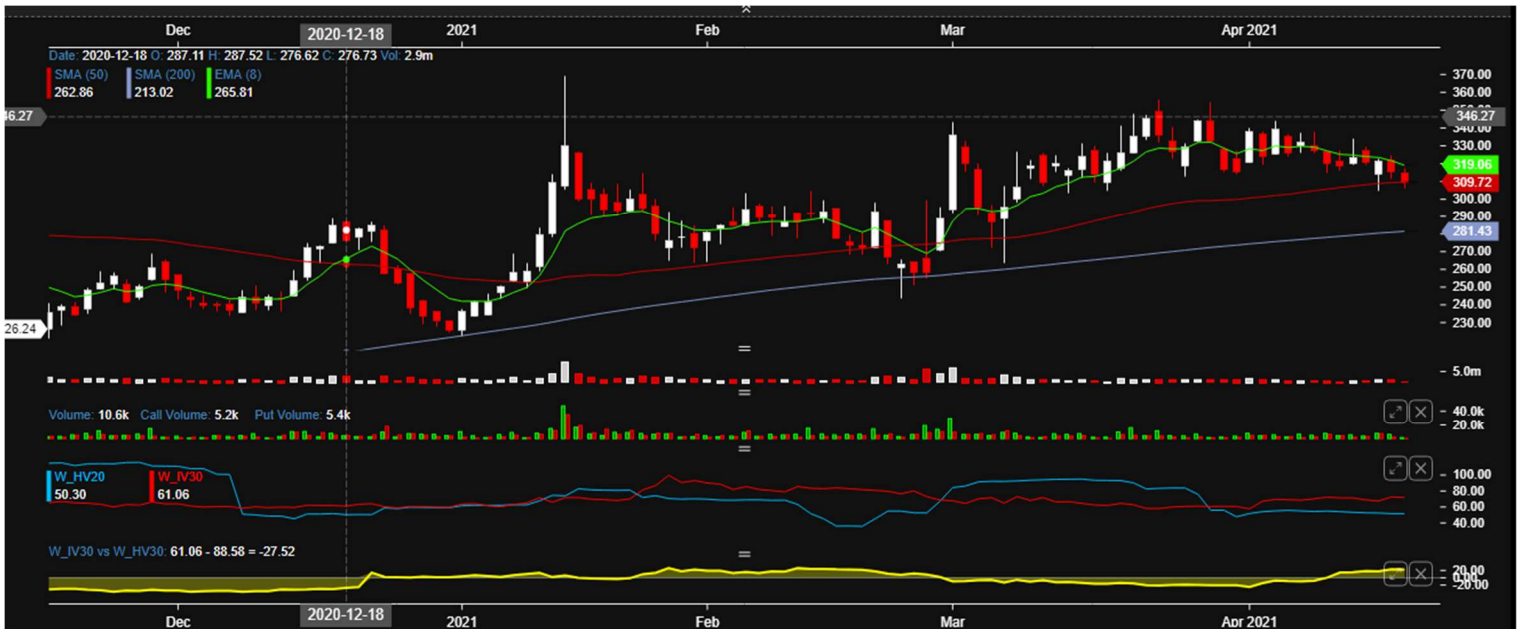 Dec 2020-12-18 2021 Feb Mar Apr 2021
Date: 2020-12-18 O: 287.11 H: 287.52 L: 276.62 C: 276.73 Vol: 2.9m
SMA (50) SMA (200) EMA (8)
262.86 213.02 265.81
370.00
360.00
346.27
340.00
330.00
319.06
309.72
300.00
290.00
281.43
270.00
260.00
250.00
240.00
230.00
26.24
5.0m
Volume: 10.6k Call Volume: 5.2k Put Volume: 5.4k
40.0k
20.0k
W_HV20 W_IV30
50.30 61.06
100.00
80.00
60.00
40.00
W_IV30 vs W_HV30: 61.06 - 88.58 = -27.52
20.00
0.00
-20.00
Dec 2020-12-18 2021 Feb Mar Apr 2021